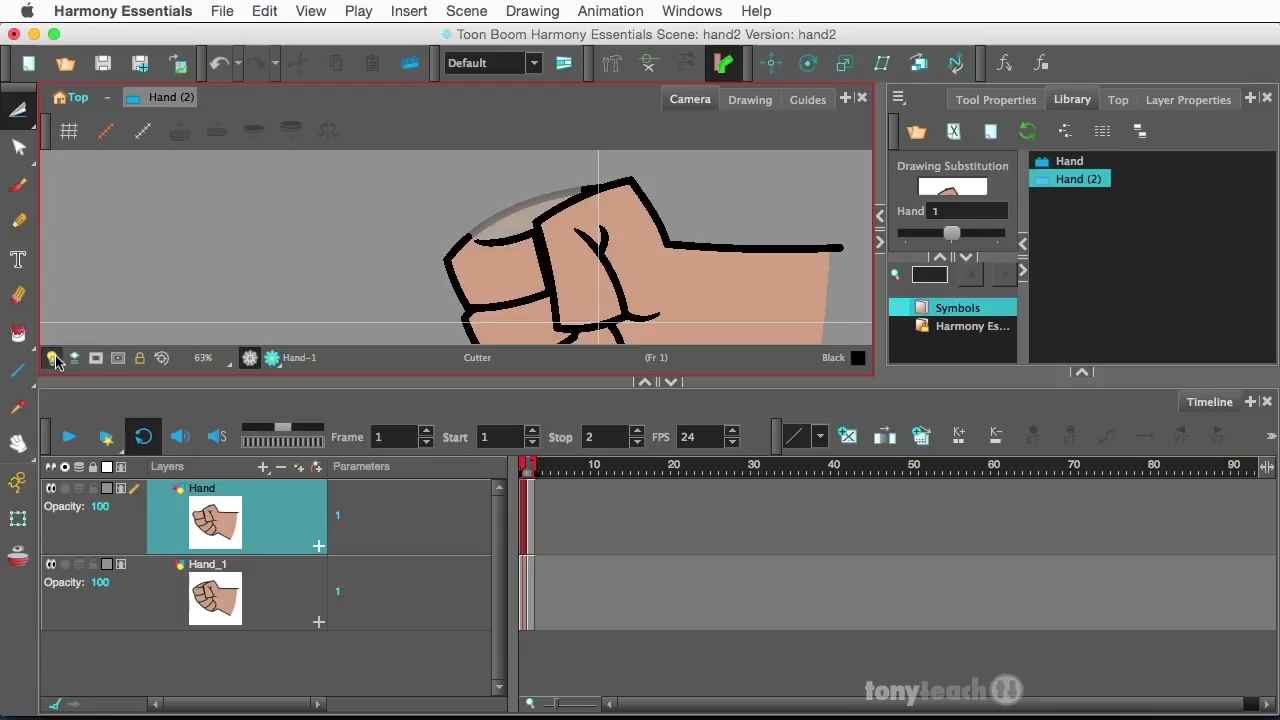 Harmony Essentials File Edit View Play Insert Scene Drawing Animation Windows Help
Toon Boom Harmony Essentials Scene: hand2 Version: hand2
Default
Top - Hand (2) Camera Drawing Guides
Tool Properties Library Top Layer Properties
Drawing Substitution
Hand 1
Hand
Hand (2)
Symbols
Harmony Es...
63% Hand-1 Cutter (Fr 1) Black
Timeline
Frame 1 Start 1 Stop 2 FPS 24
Layers Parameters
10 20 30 40 50 60 70 80 90
Hand
Opacity: 100 1
Hand_1
Opacity: 100 1
tonyteach